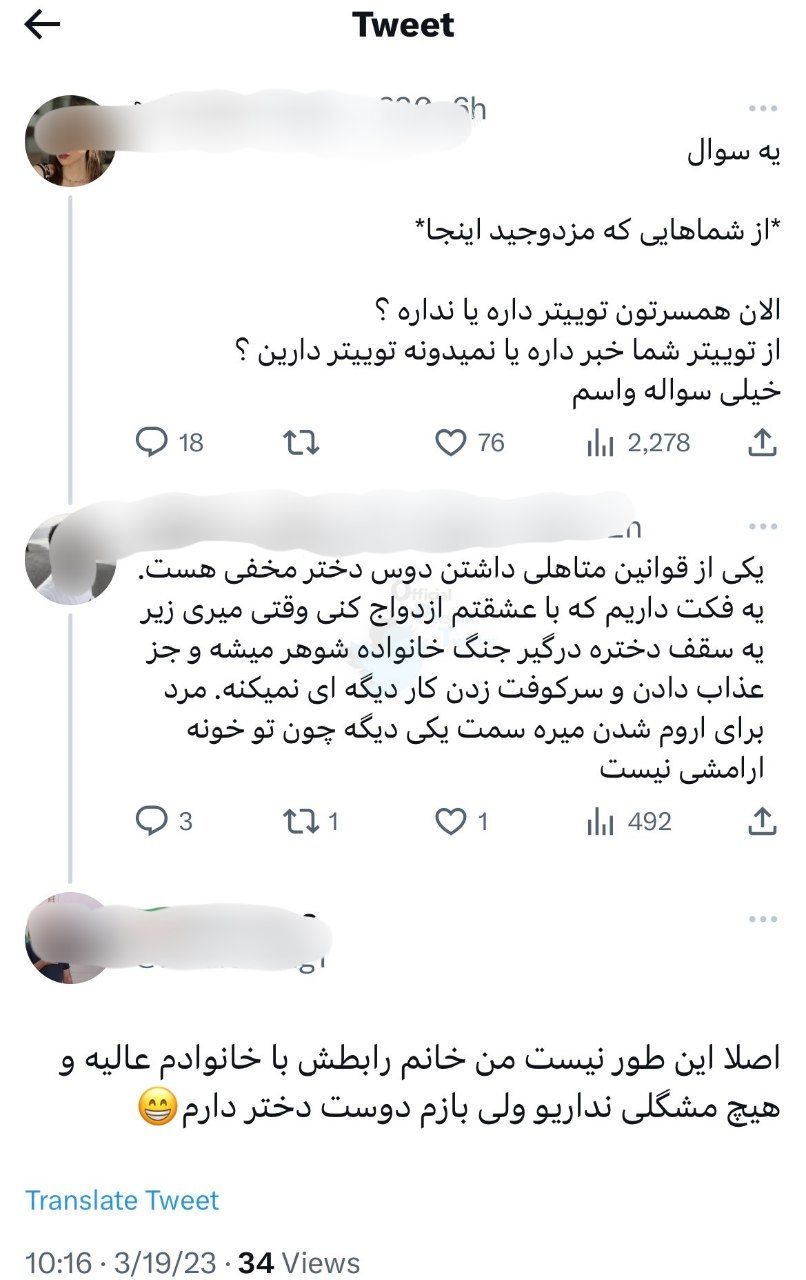 Tweet
6h
یه سوال
*از شماهایی که مزدوجید اینجا*
الان همسرتون توییتر داره یا نداره ؟
از توییتر شما خبر داره یا نمیدونه توییتر دارین ؟
خیلی سواله واسم
18 76 2,278
یکی از قوانین متاهلی داشتن دوس دختر مخفی هست.
یه فکت داریم که با عشقتم ازدواج کنی وقتی میری زیر
یه سقف دختره درگیر جنگ خانواده شوهر میشه و جز
عذاب دادن و سرکوفت زدن کار دیگه ای نمیکنه. مرد
برای اروم شدن میره سمت یکی دیگه چون تو خونه
ارامشی نیست
3 1 1 492
اصلا این طور نیست من خانم رابطش با خانوادم عالیه و
هیچ مشگلی نداریو ولی بازم دوست دختر دارم😁
Translate Tweet
10:16 · 3/19/23 · 34 Views